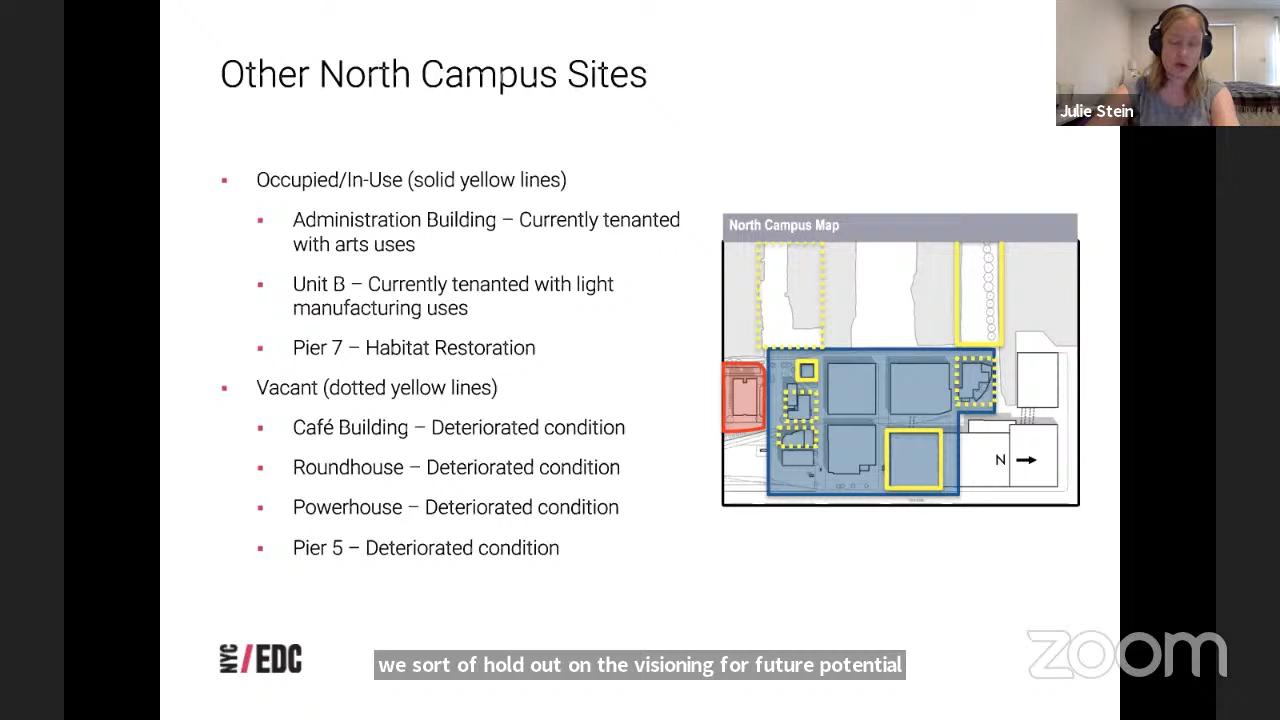 Other North Campus Sites
Julie Stein
▪ Occupied/In-Use (solid yellow lines)
▪ Administration Building – Currently tenanted
with arts uses
▪ Unit B – Currently tenanted with light
manufacturing uses
▪ Pier 7 – Habitat Restoration
▪ Vacant (dotted yellow lines)
▪ Café Building – Deteriorated condition
▪ Roundhouse – Deteriorated condition
▪ Powerhouse – Deteriorated condition
▪ Pier 5 – Deteriorated condition
North Campus Map
N
NYC / EDC
we sort of hold out on the visioning for future potential
zoom